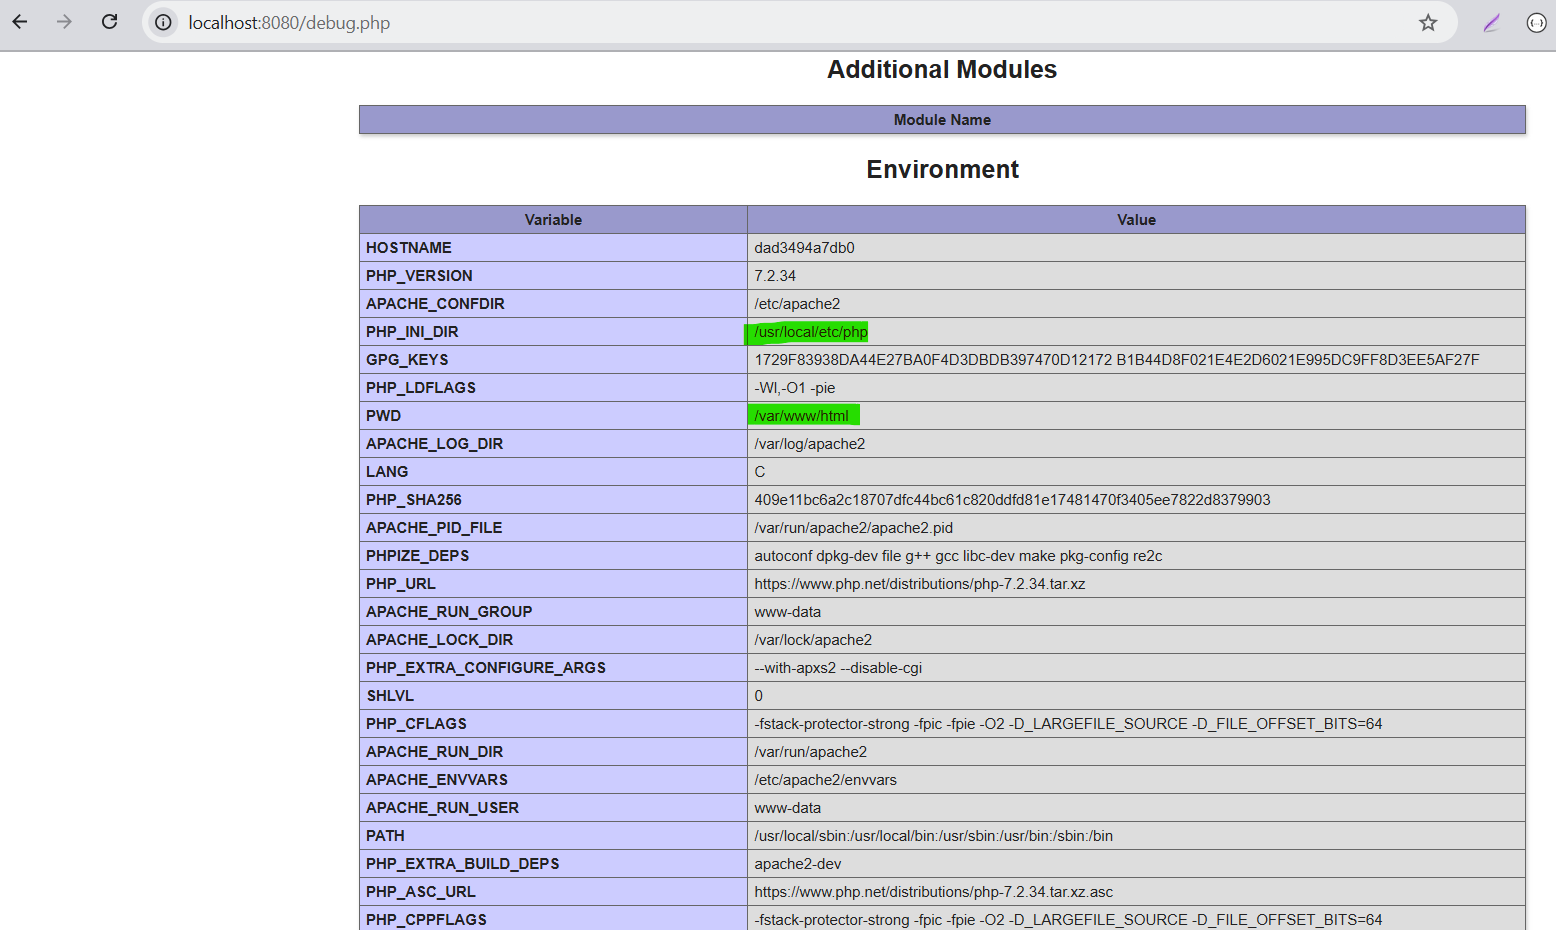 localhost:8080/debug.php
Additional Modules
Module Name
Environment
Variable Value
HOSTNAME dad3494a7db0
PHP_VERSION 7.2.34
APACHE_CONFDIR /etc/apache2
PHP_INI_DIR /usr/local/etc/php
GPG_KEYS 1729F83938DA44E27BA0F4D3DBDB397470D12172 B1B44D8F021E4E2D6021E995DC9FF8D3EE5AF27F
PHP_LDFLAGS -Wl,-O1 -pie
PWD /var/www/html
APACHE_LOG_DIR /var/log/apache2
LANG C
PHP_SHA256 409e11bc6a2c18707dfc44bc61c820ddfd81e17481470f3405ee7822d8379903
APACHE_PID_FILE /var/run/apache2/apache2.pid
PHPIZE_DEPS autoconf dpkg-dev file g++ gcc libc-dev make pkg-config re2c
PHP_URL https://www.php.net/distributions/php-7.2.34.tar.xz
APACHE_RUN_GROUP www-data
APACHE_LOCK_DIR /var/lock/apache2
PHP_EXTRA_CONFIGURE_ARGS --with-apxs2 --disable-cgi
SHLVL 0
PHP_CFLAGS -fstack-protector-strong -fpic -fpie -O2 -D_LARGEFILE_SOURCE -D_FILE_OFFSET_BITS=64
APACHE_RUN_DIR /var/run/apache2
APACHE_ENVVARS /etc/apache2/envvars
APACHE_RUN_USER www-data
PATH /usr/local/sbin:/usr/local/bin:/usr/sbin:/usr/bin:/sbin:/bin
PHP_EXTRA_BUILD_DEPS apache2-dev
PHP_ASC_URL https://www.php.net/distributions/php-7.2.34.tar.xz.asc
PHP_CPPFLAGS -fstack-protector-strong -fpic -fpie -O2 -D_LARGEFILE_SOURCE -D_FILE_OFFSET_BITS=64